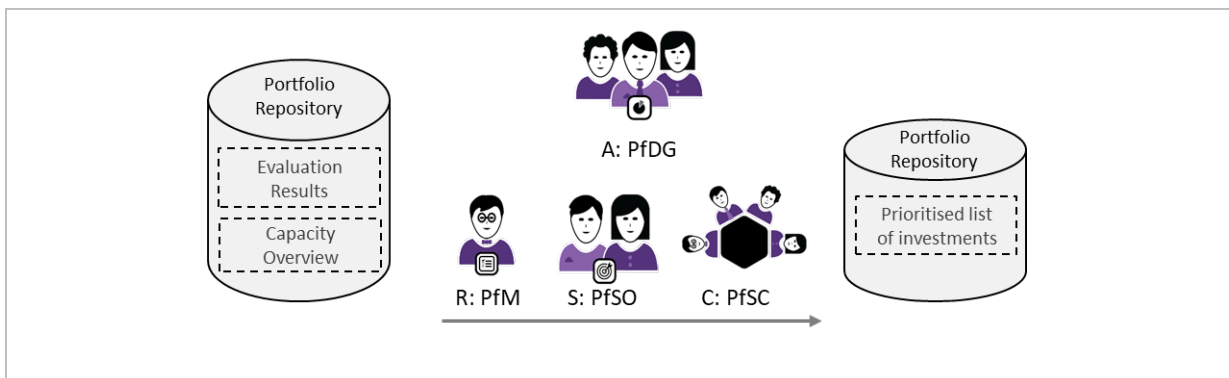 Portfolio
Repository
Evaluation
Results
Capacity
Overview
A: PfDG
R: PfM
S: PfSO
C: PfSC
Portfolio
Repository
Prioritised list
of investments